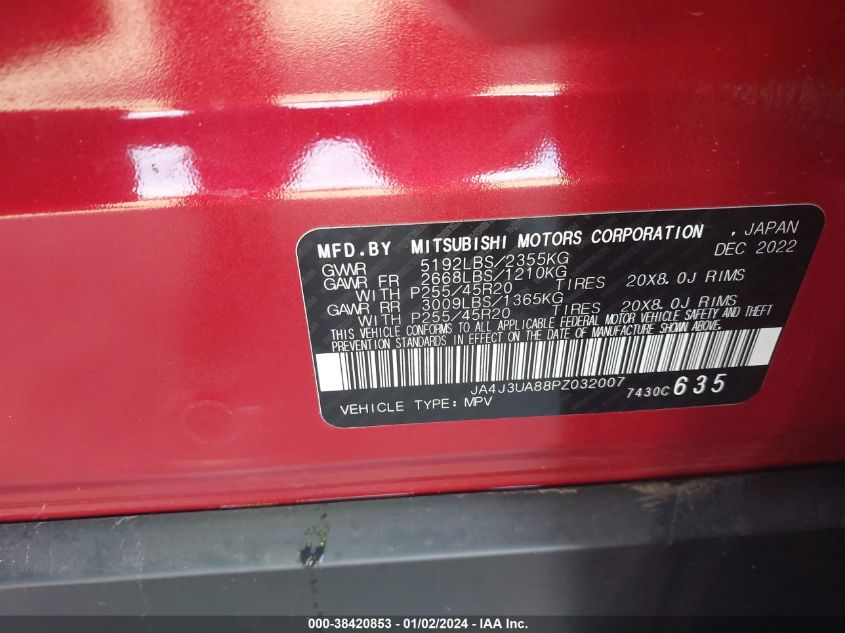 MFD.BY MITSUBISHI MOTORS CORPORATION , JAPAN
GVWR 5192LBS/2355KG DEC 2022
GAWR FR 2668LBS/1210KG
WITH P255/45R20 TIRES 20X8.0J RIMS
GAWR RR 3009LBS/1365KG
WITH P255/45R20 TIRES 20X8.0J RIMS
THIS VEHICLE CONFORMS TO ALL APPLICABLE FEDERAL MOTOR VEHICLE SAFETY AND THEFT
PREVENTION STANDARDS IN EFFECT ON THE DATE OF MANUFACTURE SHOWN ABOVE.
JA4J3UA88PZ032007
VEHICLE TYPE: MPV 7430C 635
000-38420853 - 01/02/2024 - IAA Inc.